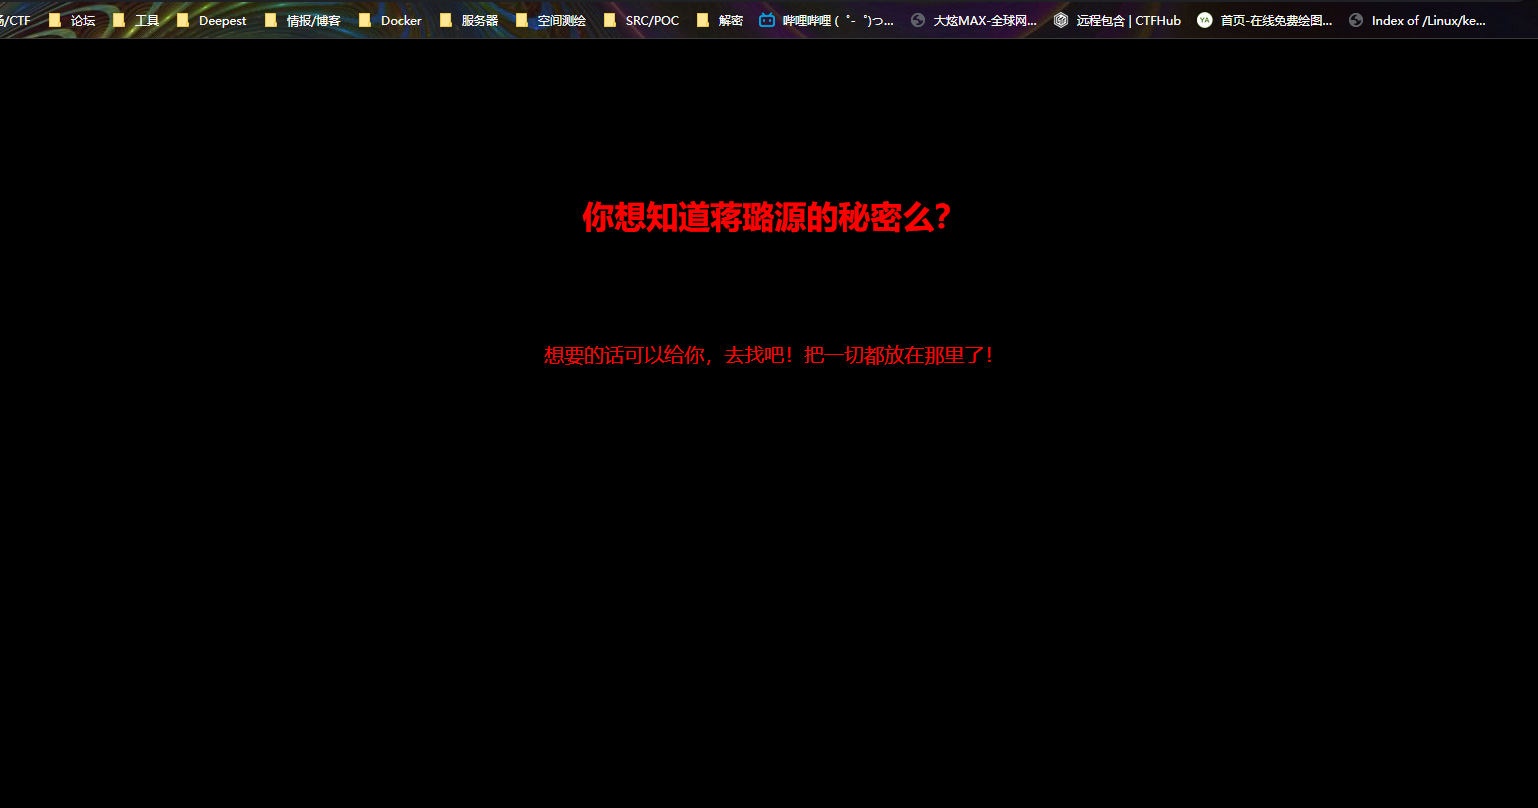 /CTF 论坛 工具 Deepest 情报/博客 Docker 服务器 空间测绘 SRC/POC 解密 哔哩哔哩 ( ゜- ゜)つ... 大炫MAX-全球网... 远程包含 | CTFHub YA 首页-在线免费绘图... Index of /Linux/ke...
你想知道蒋璐源的秘密么？
想要的话可以给你，去找吧！把一切都放在那里了！